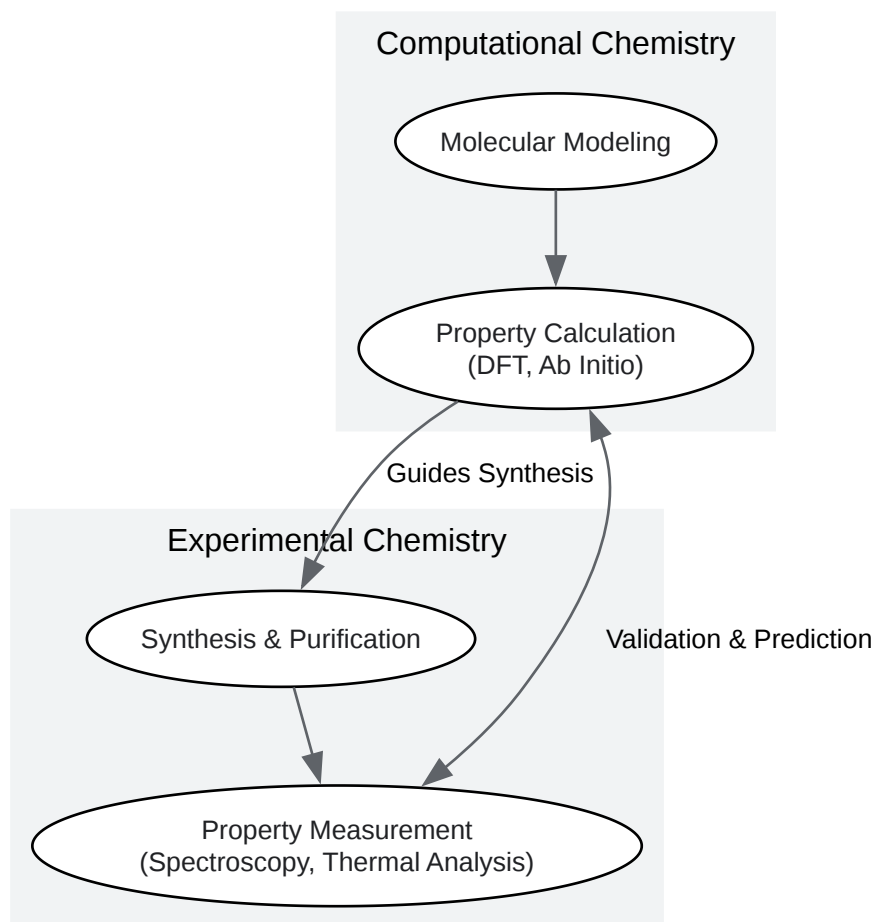 Computational Chemistry
Molecular Modeling
Property Calculation
(DFT, Ab Initio)
Guides Synthesis
Experimental Chemistry
Synthesis & Purification
Validation & Prediction
Property Measurement
(Spectroscopy, Thermal Analysis)